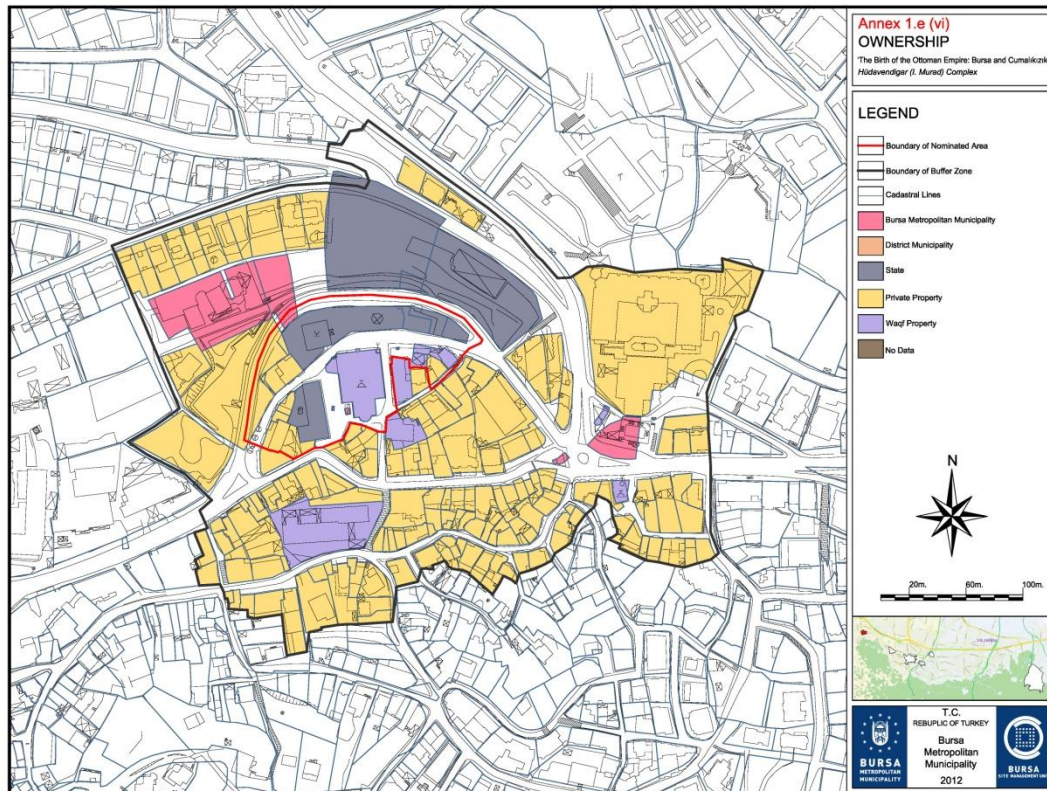 Annex 1.e (vi)
OWNERSHIP
'The Birth of the Ottoman Empire: Bursa and Cumalıkızık
Hüdavendigar (I. Murad) Complex
LEGEND
Boundary of Nominated Area
Boundary of Buffer Zone
Cadastral Lines
Bursa Metropolitan Municipality
District Municipality
State
Private Property
Waqf Property
No Data
N
20m. 60m. 100m.
T.C.
REBUPLIC OF TURKEY
Bursa
Metropolitan
Municipality
2012
BURSA
METROPOLITAN
MUNICIPALITY
BURSA
SITE MANAGEMENT UNIT